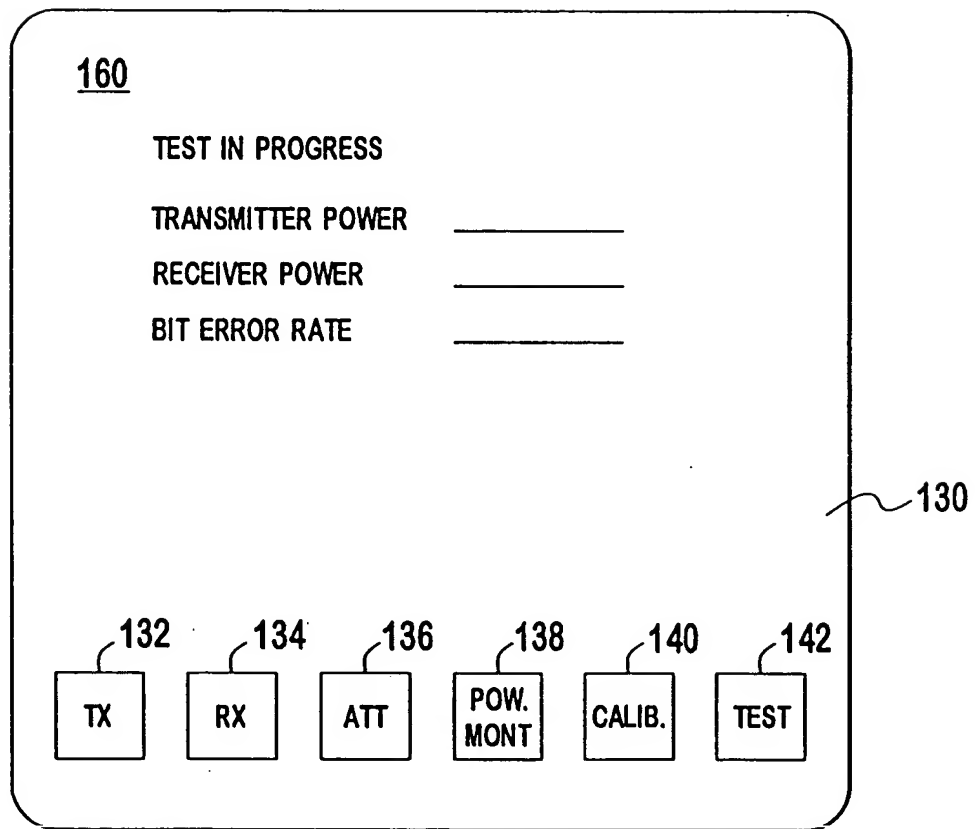 160
TEST IN PROGRESS
TRANSMITTER POWER
RECEIVER POWER
BIT ERROR RATE
130
132 134 136 138 140 142
TX RX ATT POW. MONT CALIB. TEST